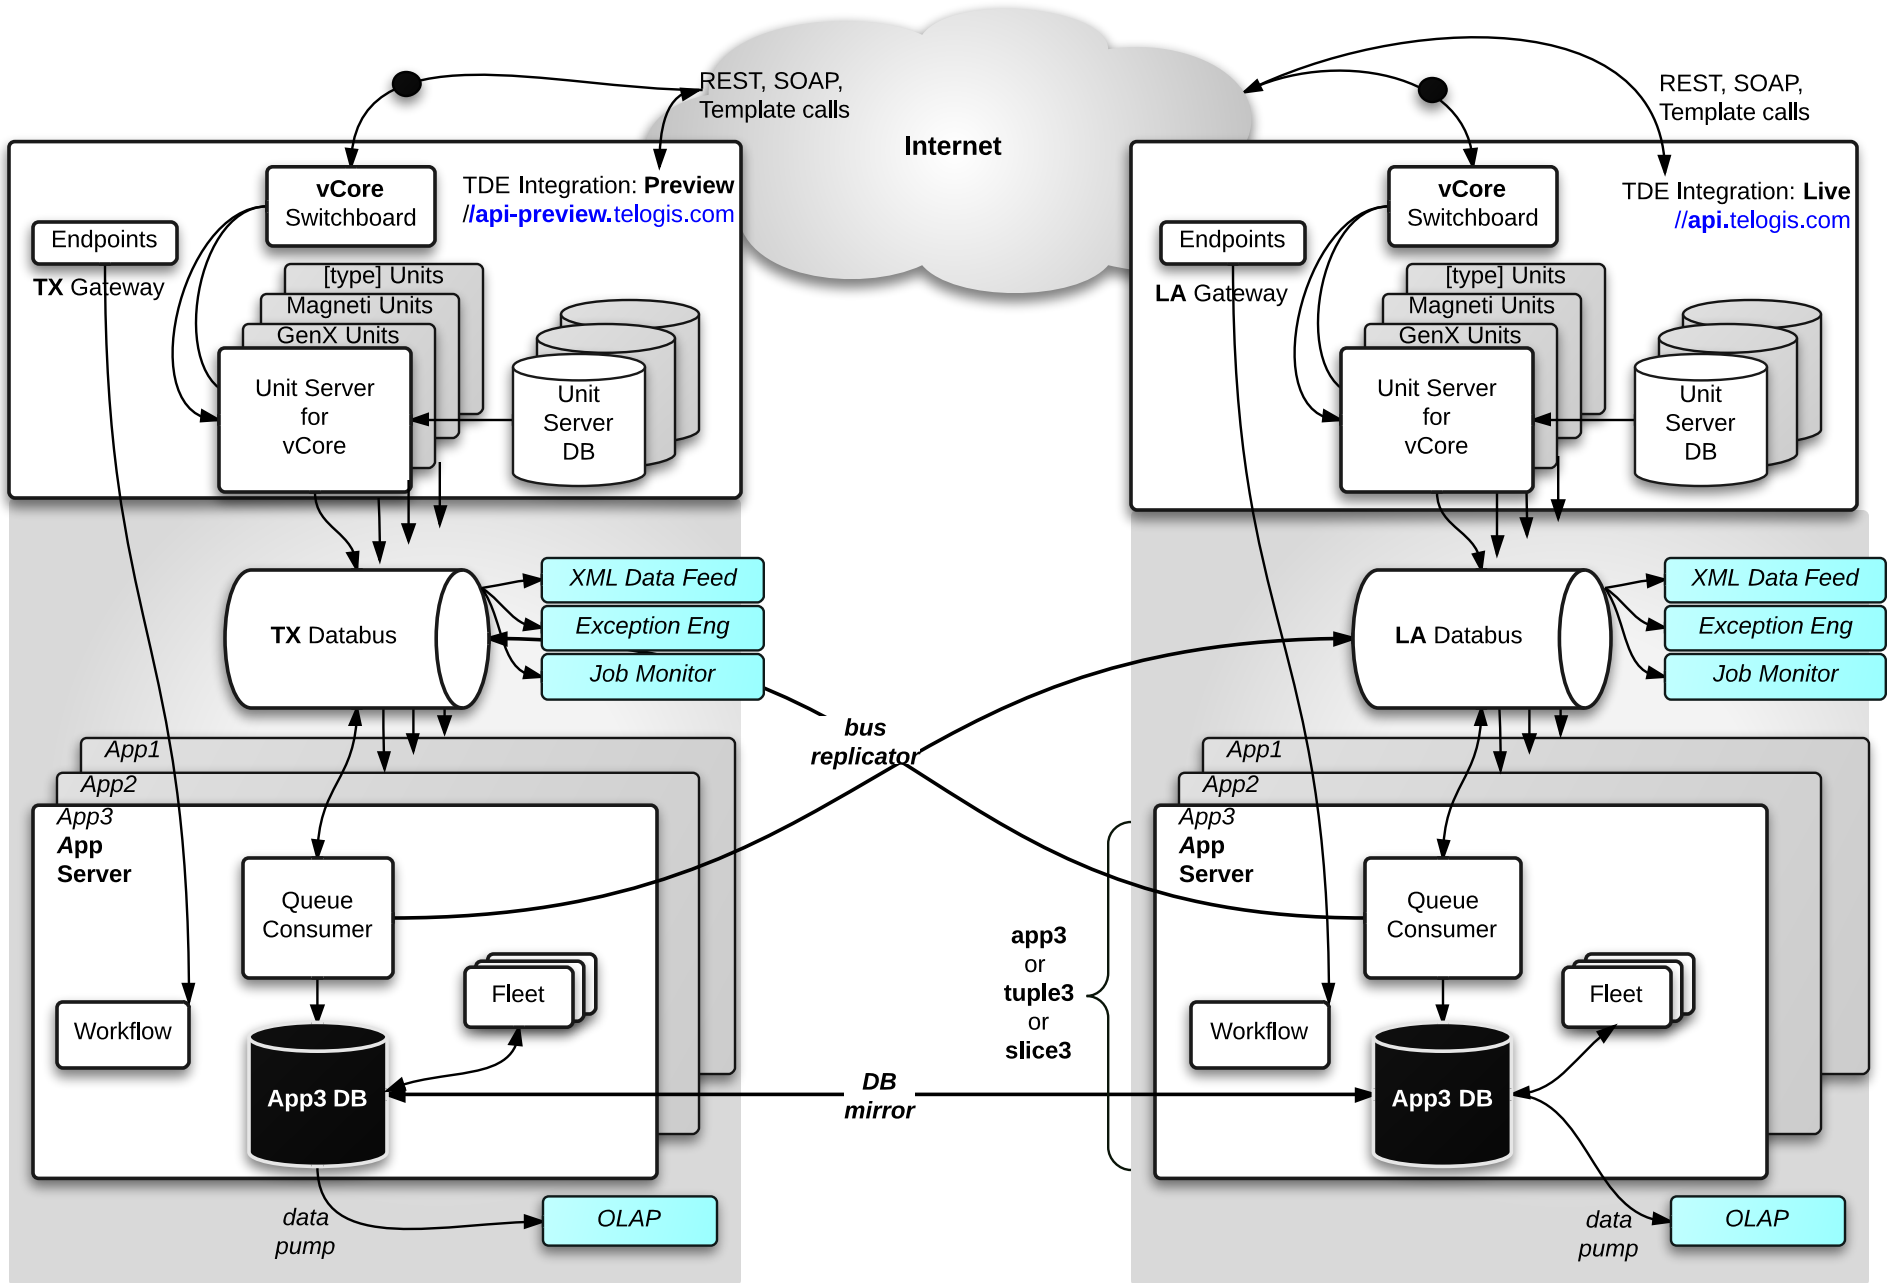 REST, SOAP,
Template calls
Internet
REST, SOAP,
Template calls
vCore
Switchboard
TDE Integration: Preview
//api-preview.telogis.com
Endpoints
TX Gateway
[type] Units
Magneti Units
GenX Units
Unit Server
for
vCore
Unit
Server
DB
vCore
Switchboard
TDE Integration: Live
//api.telogis.com
Endpoints
LA Gateway
[type] Units
Magneti Units
GenX Units
Unit Server
for
vCore
Unit
Server
DB
TX Databus
XML Data Feed
Exception Eng
Job Monitor
LA Databus
XML Data Feed
Exception Eng
Job Monitor
bus
replicator
App1
App2
App3
App
Server
Queue
Consumer
Fleet
Workflow
App3 DB
data
pump
OLAP
DB
mirror
app3
or
tuple3
or
slice3
App1
App2
App3
App
Server
Queue
Consumer
Fleet
Workflow
App3 DB
data
pump
OLAP